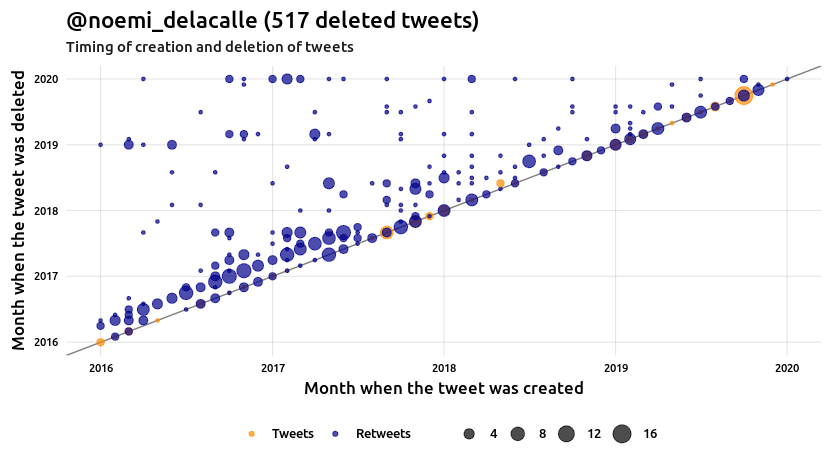 @noemi_delacalle (517 deleted tweets)
Timing of creation and deletion of tweets
Month when the tweet was deleted
2020
2019
2018
2017
2016
2016 2017 2018 2019 2020
Month when the tweet was created
Tweets Retweets 4 8 12 16